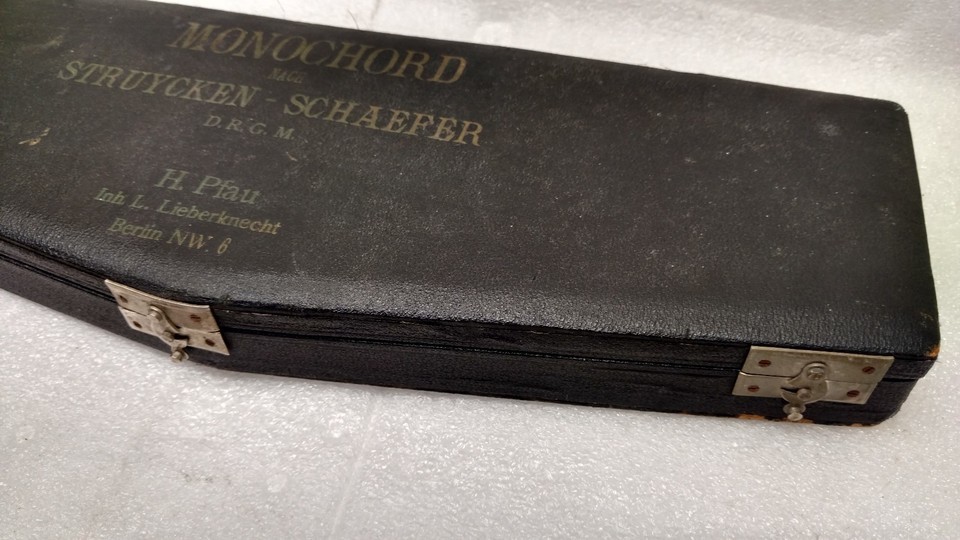 MONOCHORD
NACH
STRUYCKEN - SCHAEFER
D. R. G. M.
H. Pfau
Inh. L. Lieberknecht
Berlin NW. 6